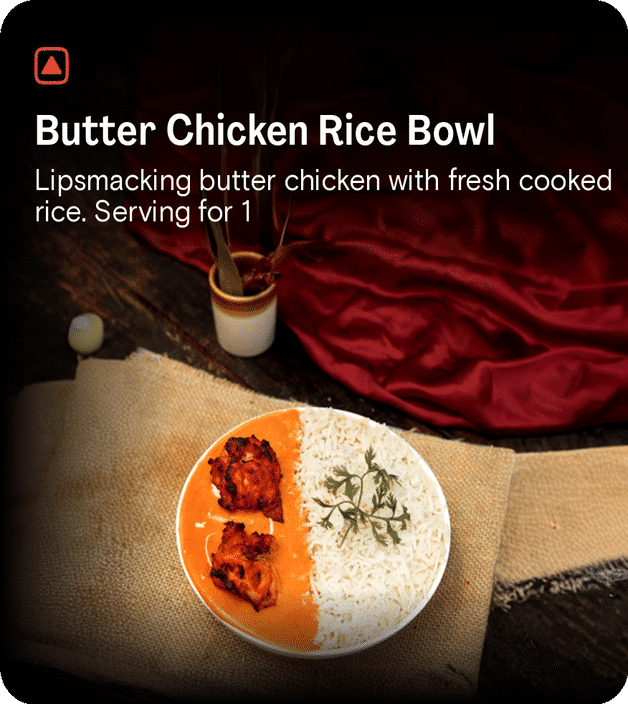 Butter Chicken Rice Bowl
Lipsmacking butter chicken with fresh cooked
rice. Serving for 1